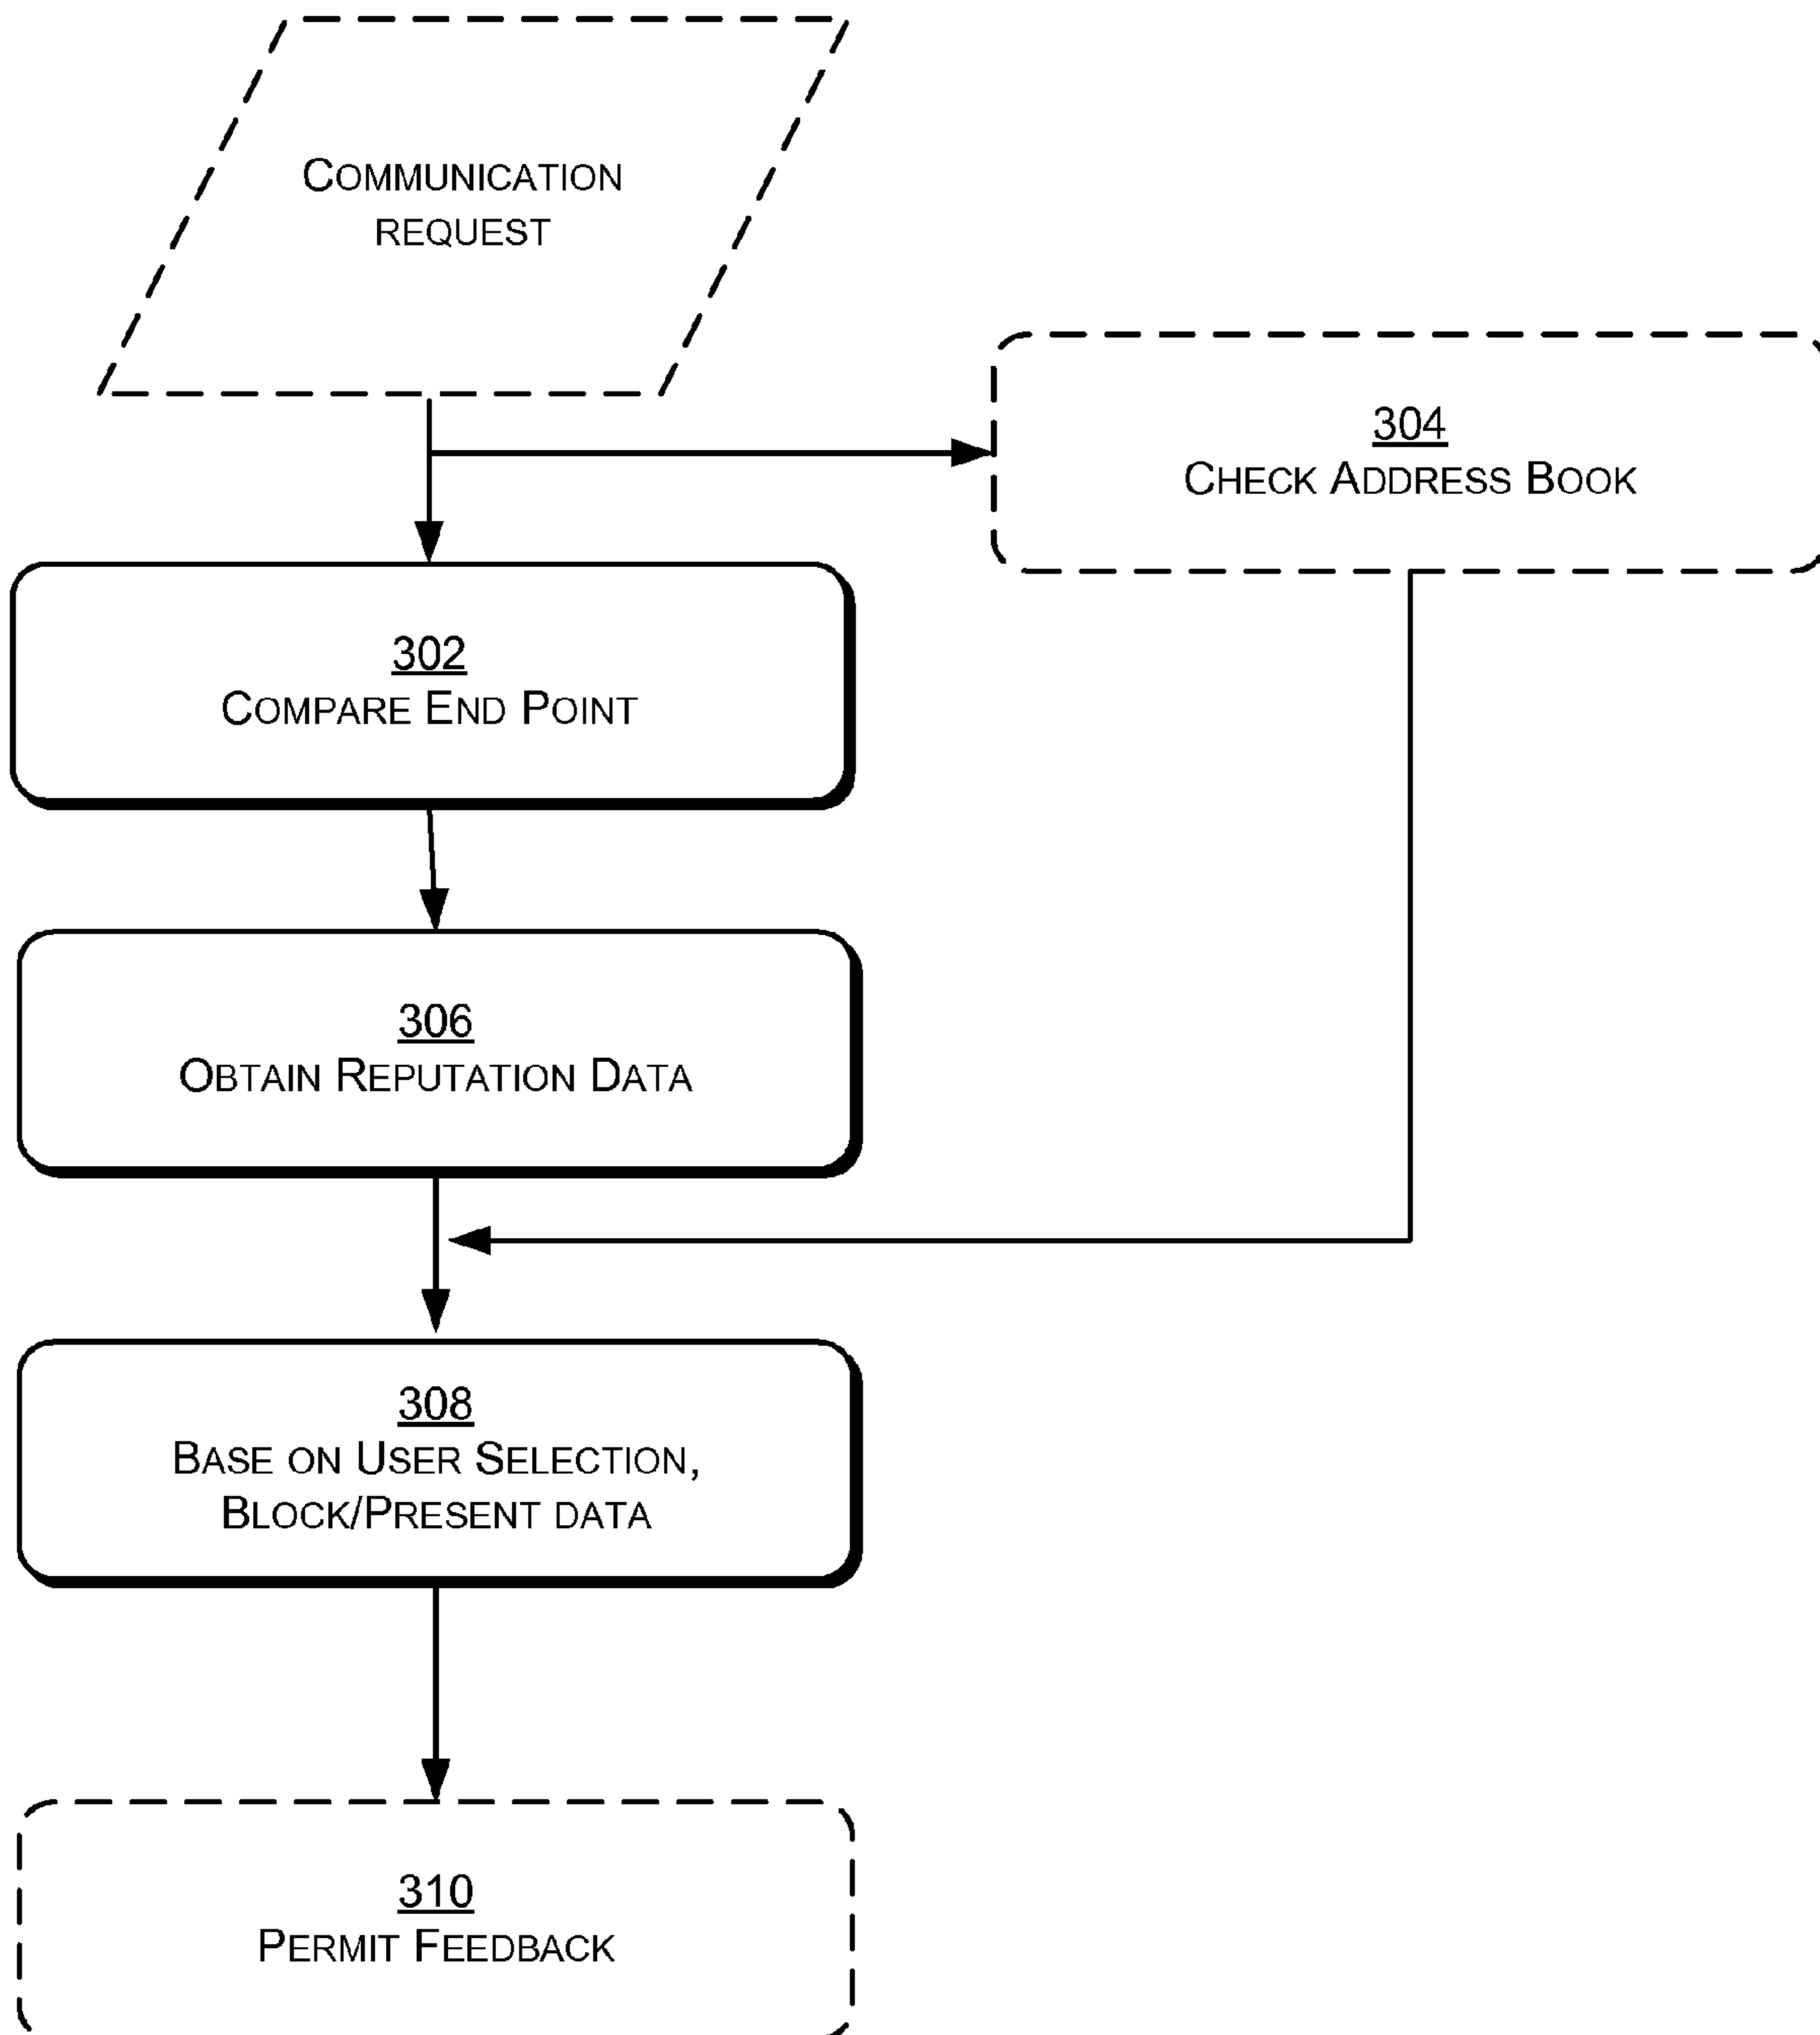 COMMUNICATION
REQUEST
304
CHECK ADDRESS BOOK
302
COMPARE END POINT
306
OBTAIN REPUTATION DATA
308
BASE ON USER SELECTION,
BLOCK/PRESENT DATA
310
PERMIT FEEDBACK